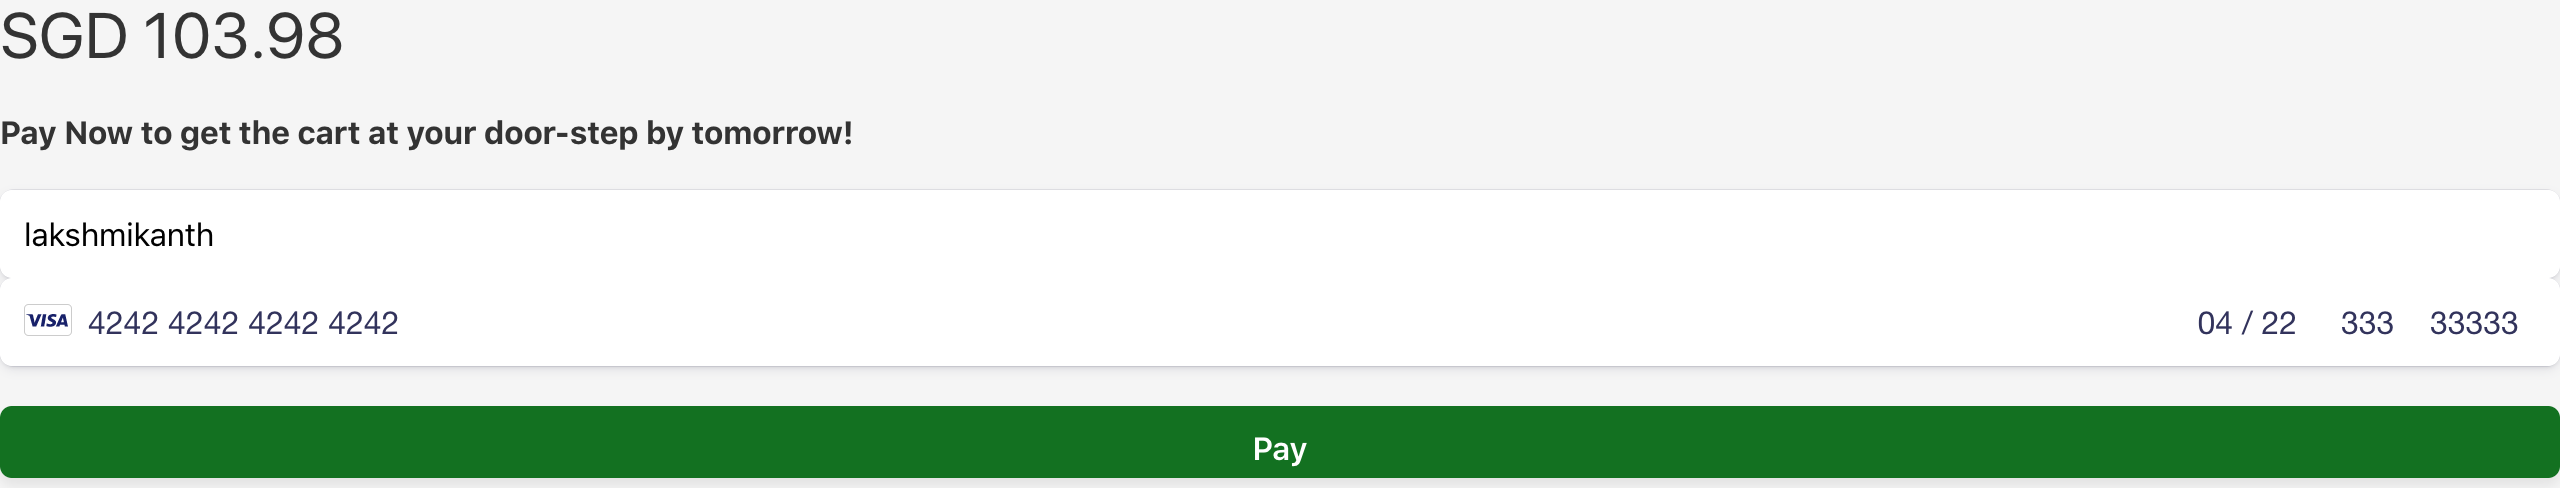 SGD 103.98
Pay Now to get the cart at your door-step by tomorrow!
lakshmikanth
VISA 4242 4242 4242 4242 04 / 22 333 33333
Pay